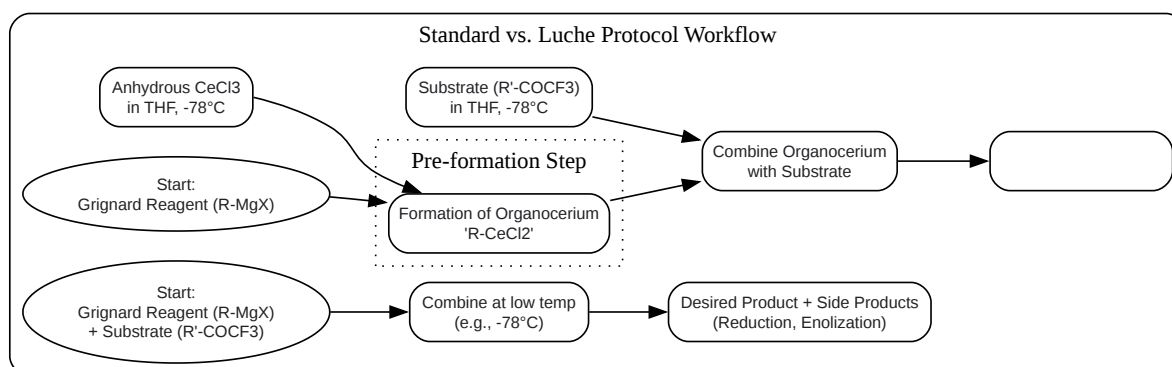 Standard vs. Luche Protocol Workflow
Anhydrous CeCl3
in THF, -78°C
Substrate (R'-COCF3)
in THF, -78°C
Pre-formation Step
Start:
Grignard Reagent (R-MgX)
Formation of Organocerium
'R-CeCl2'
Combine Organocerium
with Substrate
Start:
Grignard Reagent (R-MgX)
+ Substrate (R'-COCF3)
Combine at low temp
(e.g., -78°C)
Desired Product + Side Products
(Reduction, Enolization)